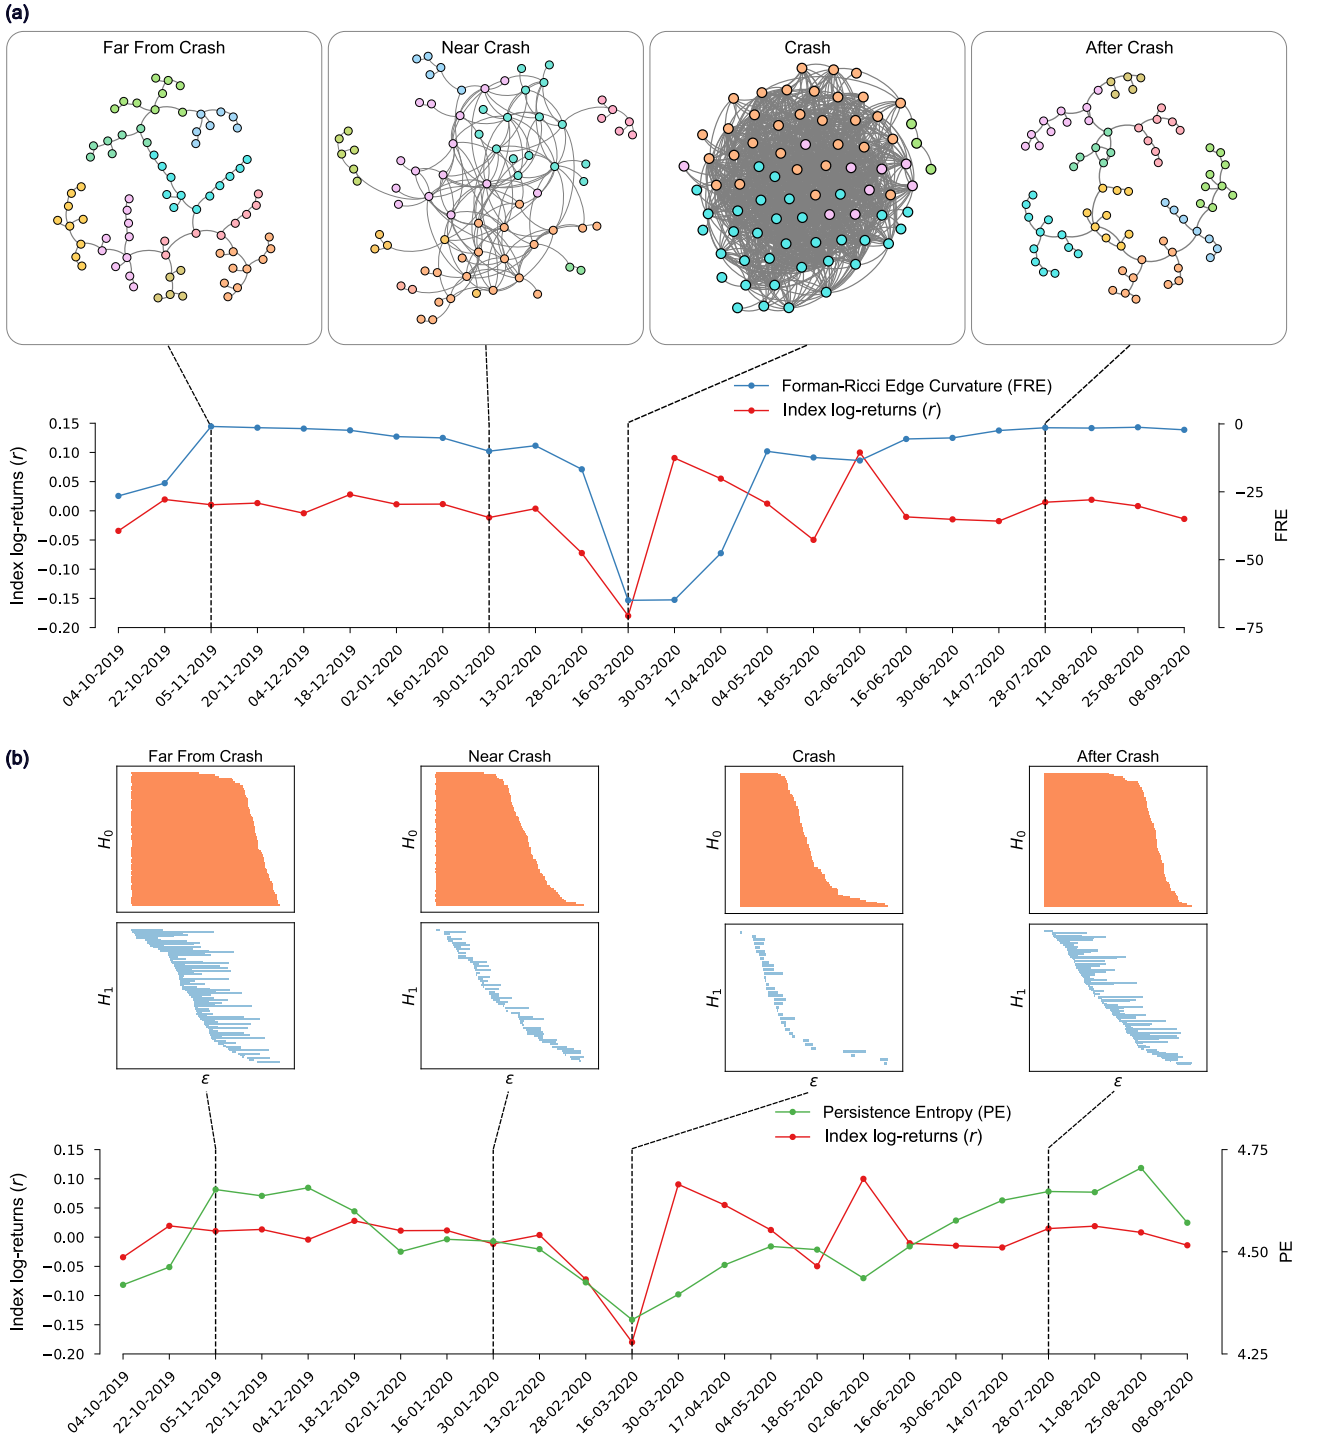 (a)
Far From Crash
Near Crash
Crash
After Crash
Forman-Ricci Edge Curvature (FRE)
Index log-returns (r)
Index log-returns (r)
0.15
0.10
0.05
0.00
−0.05
−0.10
−0.15
−0.20
FRE
0
−25
−50
−75
04-10-2019
22-10-2019
05-11-2019
20-11-2019
04-12-2019
18-12-2019
02-01-2020
16-01-2020
30-01-2020
13-02-2020
28-02-2020
16-03-2020
30-03-2020
17-04-2020
04-05-2020
18-05-2020
02-06-2020
16-06-2020
30-06-2020
14-07-2020
28-07-2020
11-08-2020
25-08-2020
08-09-2020
(b)
Far From Crash
Near Crash
Crash
After Crash
H0
H0
H0
H0
H1
H1
H1
H1
ε
ε
ε
ε
Persistence Entropy (PE)
Index log-returns (r)
Index log-returns (r)
0.15
0.10
0.05
0.00
−0.05
−0.10
−0.15
−0.20
PE
4.75
4.50
4.25
04-10-2019
22-10-2019
05-11-2019
20-11-2019
04-12-2019
18-12-2019
02-01-2020
16-01-2020
30-01-2020
13-02-2020
28-02-2020
16-03-2020
30-03-2020
17-04-2020
04-05-2020
18-05-2020
02-06-2020
16-06-2020
30-06-2020
14-07-2020
28-07-2020
11-08-2020
25-08-2020
08-09-2020